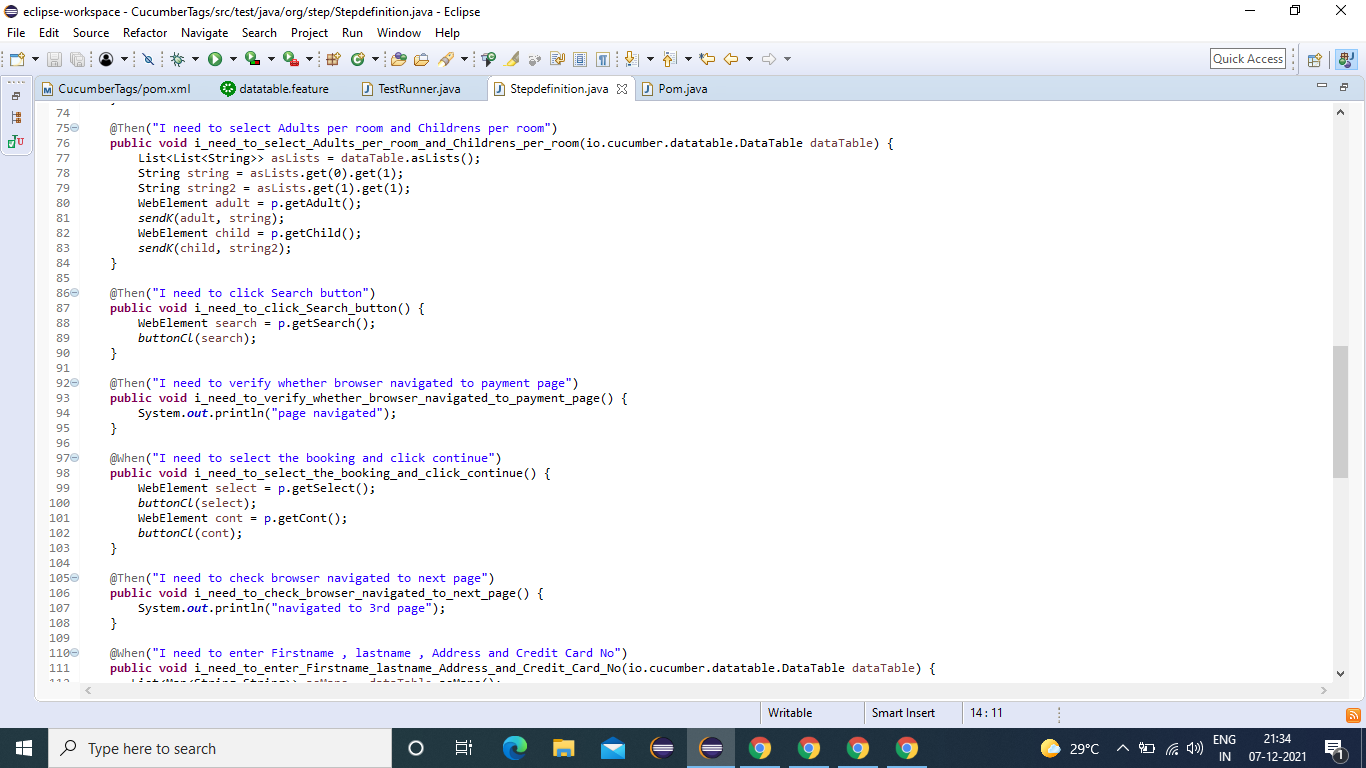 eclipse-workspace - CucumberTags/src/test/java/org/step/Stepdefinition.java - Eclipse
File Edit Source Refactor Navigate Search Project Run Window Help
Quick Access
CucumberTags/pom.xml datatable.feature TestRunner.java Stepdefinition.java Pom.java
74
75 @Then("I need to select Adults per room and Childrens per room")
76 public void i_need_to_select_Adults_per_room_and_Childrens_per_room(io.cucumber.datatable.DataTable dataTable) {
77 List<List<String>> asLists = dataTable.asLists();
78 String string = asLists.get(0).get(1);
79 String string2 = asLists.get(1).get(1);
80 WebElement adult = p.getAdult();
81 sendK(adult, string);
82 WebElement child = p.getChild();
83 sendK(child, string2);
84 }
85
86 @Then("I need to click Search button")
87 public void i_need_to_click_Search_button() {
88 WebElement search = p.getSearch();
89 buttonCl(search);
90 }
91
92 @Then("I need to verify whether browser navigated to payment page")
93 public void i_need_to_verify_whether_browser_navigated_to_payment_page() {
94 System.out.println("page navigated");
95 }
96
97 @When("I need to select the booking and click continue")
98 public void i_need_to_select_the_booking_and_click_continue() {
99 WebElement select = p.getSelect();
100 buttonCl(select);
101 WebElement cont = p.getCont();
102 buttonCl(cont);
103 }
104
105 @Then("I need to check browser navigated to next page")
106 public void i_need_to_check_browser_navigated_to_next_page() {
107 System.out.println("navigated to 3rd page");
108 }
109
110 @When("I need to enter Firstname , lastname , Address and Credit Card No")
111 public void i_need_to_enter_Firstname_lastname_Address_and_Credit_Card_No(io.cucumber.datatable.DataTable dataTable) {
Writable Smart Insert 14 : 11
Type here to search
29°C
ENG
IN
21:34
07-12-2021
1